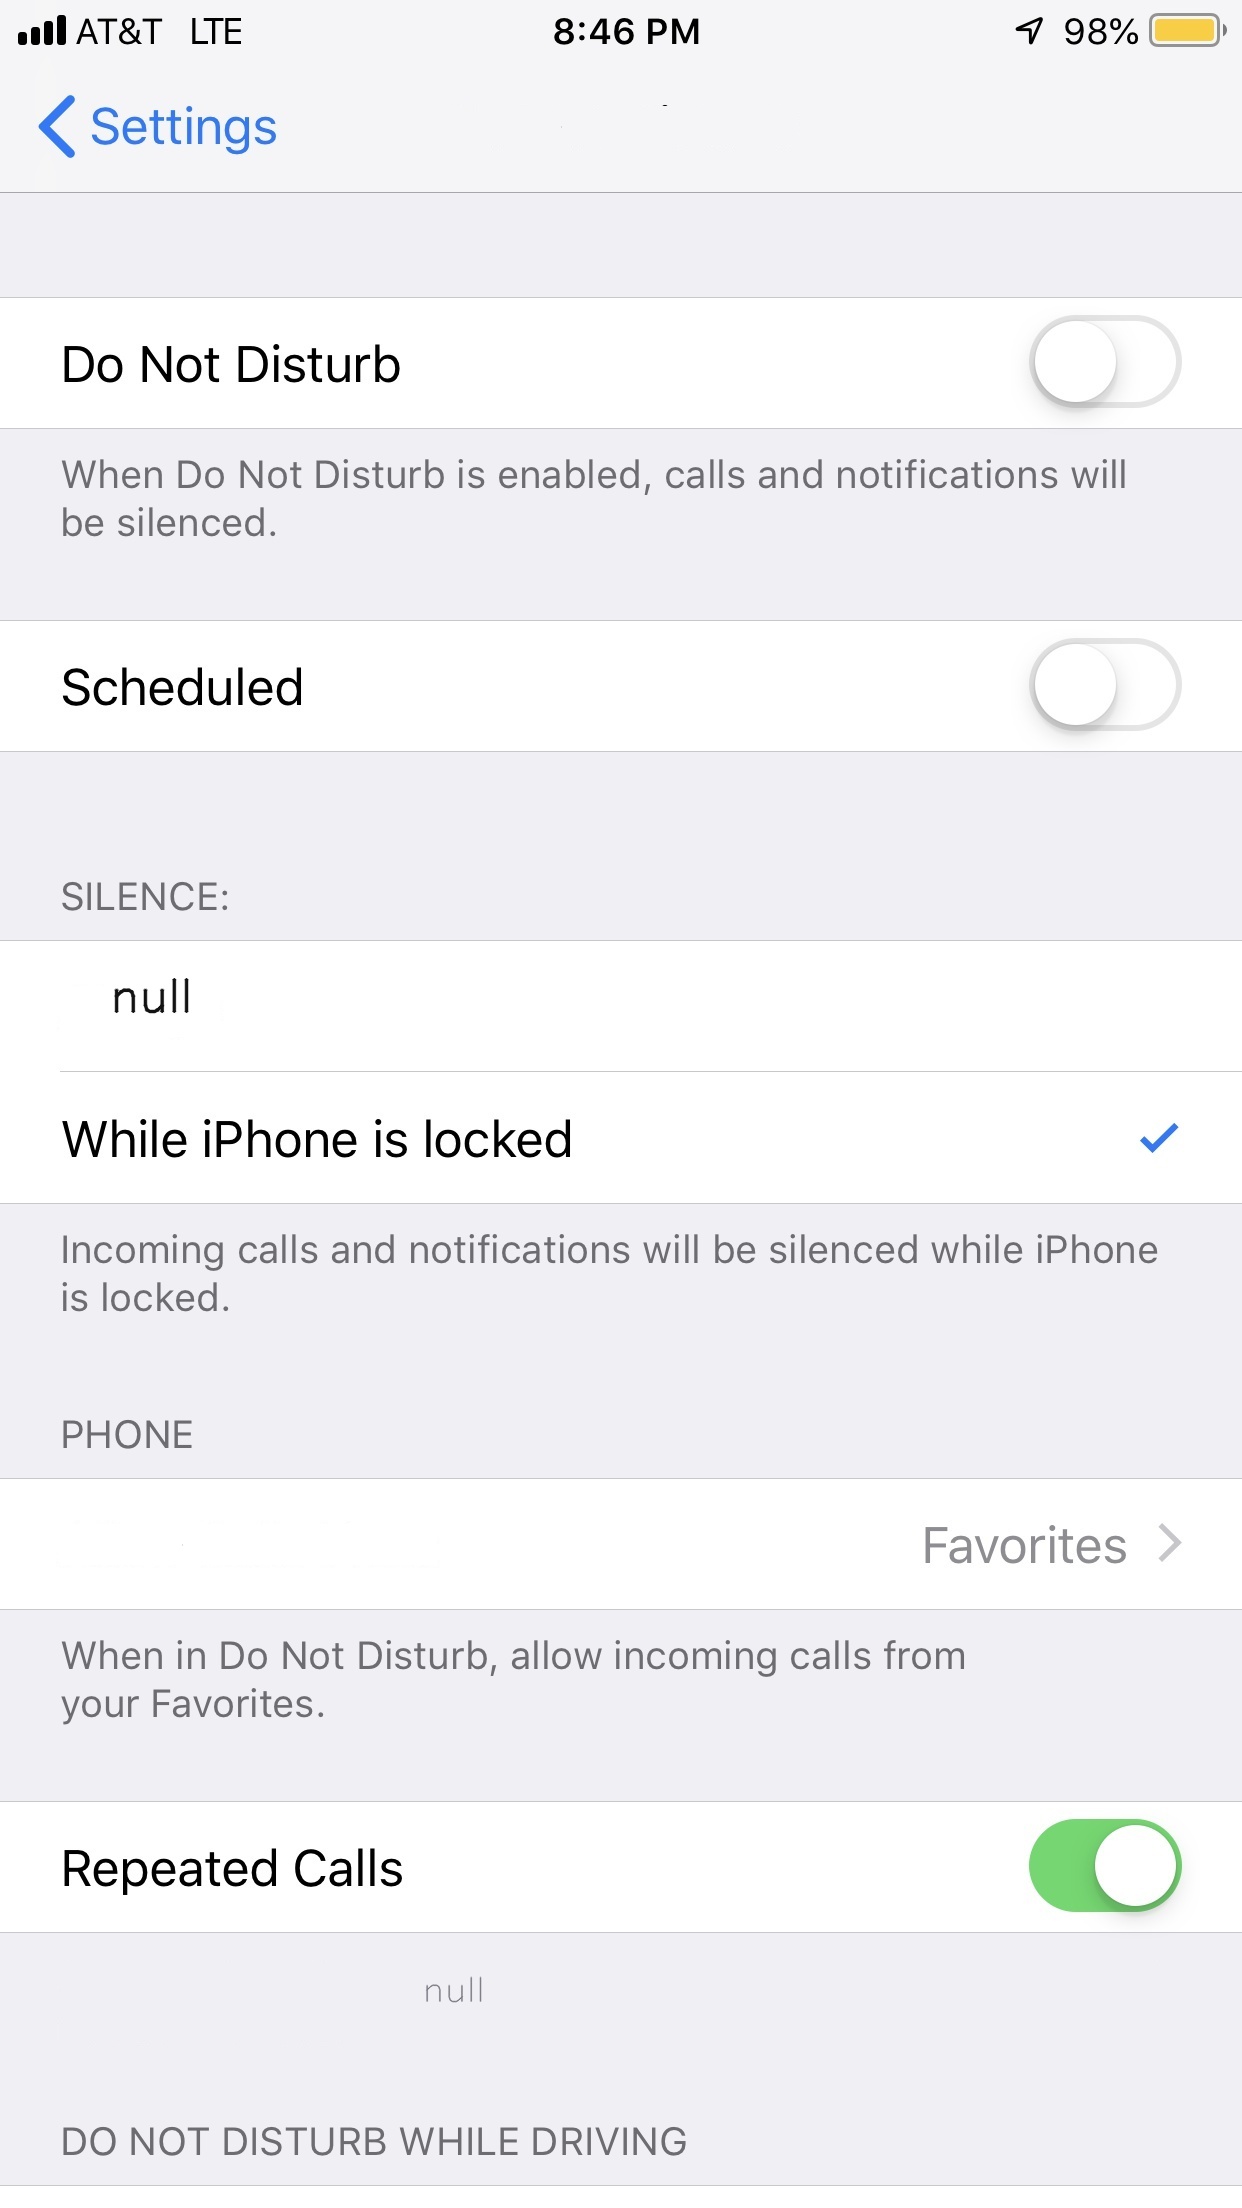 AT&T LTE 8:46 PM 98%
Settings
Do Not Disturb
When Do Not Disturb is enabled, calls and notifications will
be silenced.
Scheduled
SILENCE:
null
While iPhone is locked
Incoming calls and notifications will be silenced while iPhone
is locked.
PHONE
Favorites
When in Do Not Disturb, allow incoming calls from
your Favorites.
Repeated Calls
null
DO NOT DISTURB WHILE DRIVING